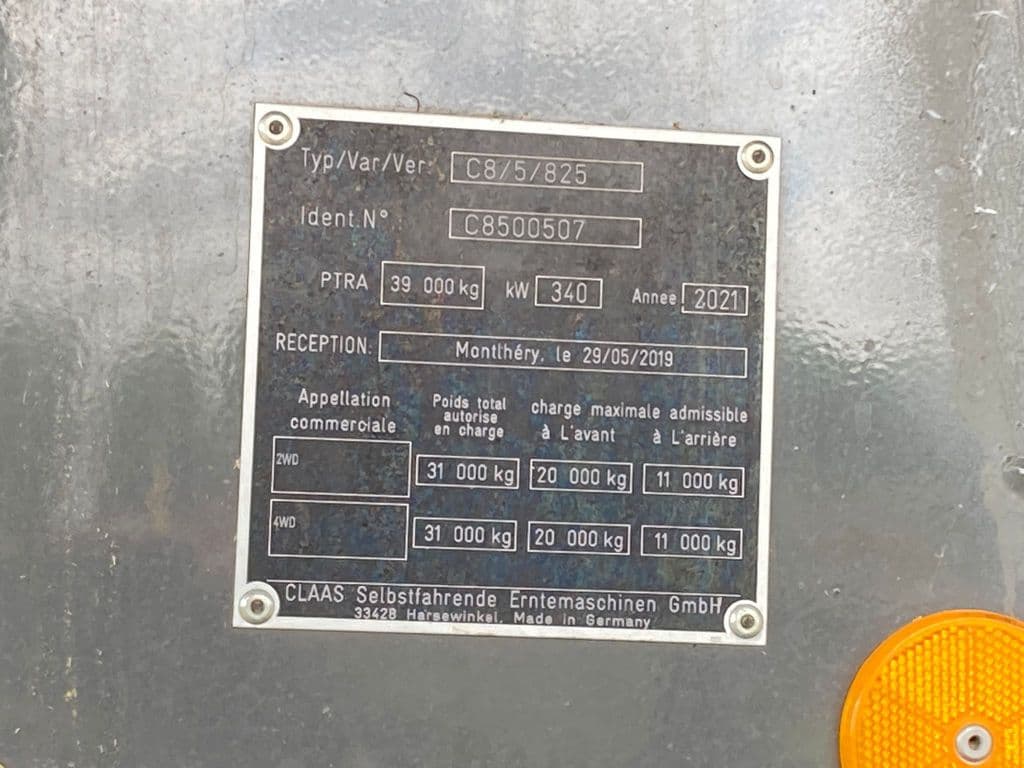 Typ/Var/Ver: C8/5/825
Ident.N° C8500507
PTRA 39 000 kg kW 340 Annee 2021
RECEPTION: Montlhéry, le 29/05/2019
Appellation commerciale Poids total autorise en charge charge maximale admissible à L'avant à L'arrière
2WD 31 000 kg 20 000 kg 11 000 kg
4WD 31 000 kg 20 000 kg 11 000 kg
CLAAS Selbstfahrende Erntemaschinen GmbH
33428 Harsewinkel, Made in Germany